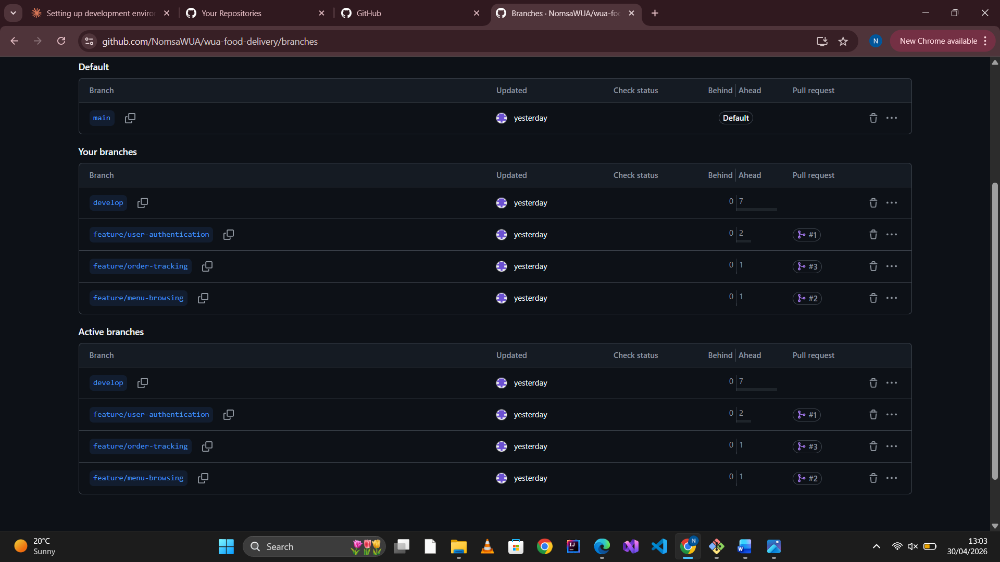 Setting up development enviro
Your Repositories
GitHub
Branches · NomsaWUA/wua-foo
github.com/NomsaWUA/wua-food-delivery/branches
N
New Chrome available
Default
Branch Updated Check status Behind Ahead Pull request
main yesterday Default
Your branches
Branch Updated Check status Behind Ahead Pull request
develop yesterday 0 7
feature/user-authentication yesterday 0 2 #1
feature/order-tracking yesterday 0 1 #3
feature/menu-browsing yesterday 0 1 #2
Active branches
Branch Updated Check status Behind Ahead Pull request
develop yesterday 0 7
feature/user-authentication yesterday 0 2 #1
feature/order-tracking yesterday 0 1 #3
feature/menu-browsing yesterday 0 1 #2
20°C
Sunny
Search
IJ
N
W
13:03
30/04/2026